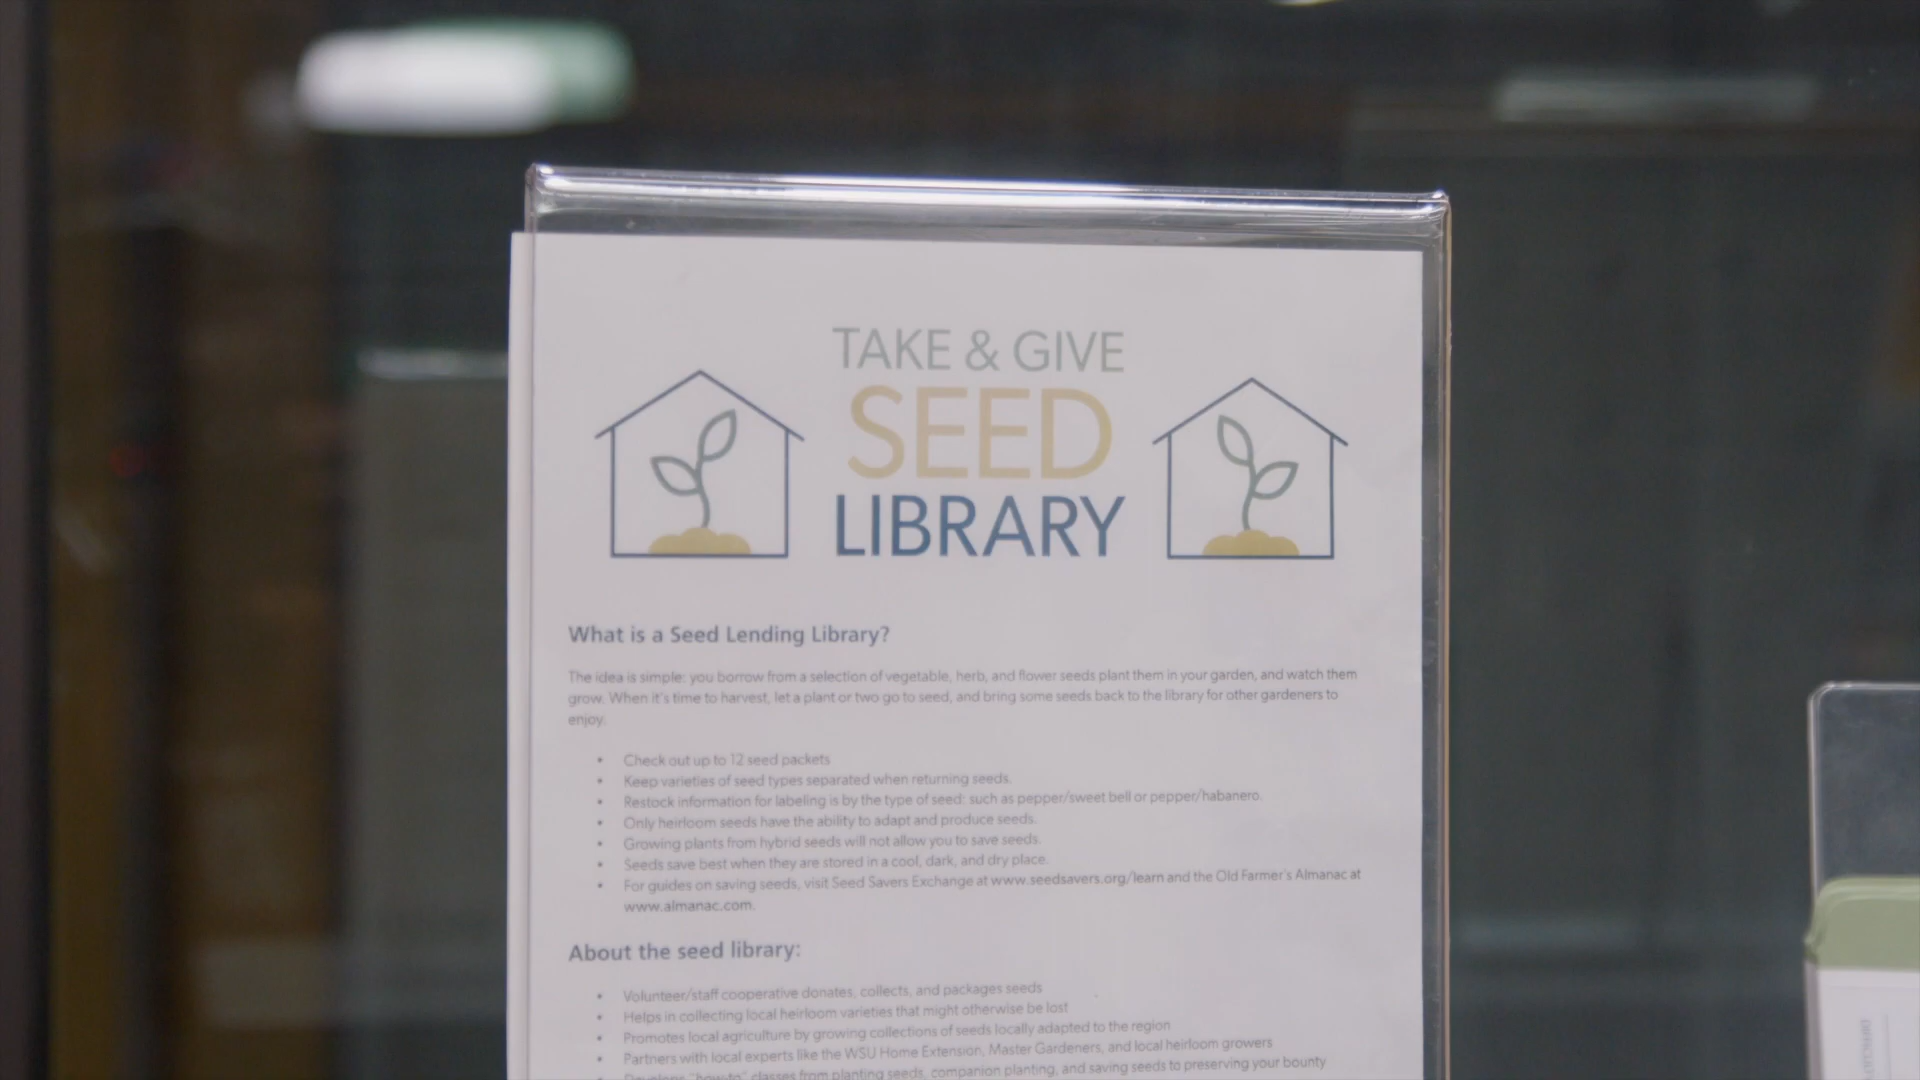 TAKE & GIVE
SEED
LIBRARY
What is a Seed Lending Library?
The idea is simple: you borrow from a selection of vegetable, herb, and flower seeds plant them in your garden, and watch them
grow. When it's time to harvest, let a plant or two go to seed, and bring some seeds back to the library for other gardeners to
enjoy.
• Check out up to 12 seed packets
• Keep varieties of seed types separated when returning seeds.
• Restock information for labeling is by the type of seed: such as pepper/sweet bell or pepper/habanero.
• Only heirloom seeds have the ability to adapt and produce seeds.
• Growing plants from hybrid seeds will not allow you to save seeds.
• Seeds save best when they are stored in a cool, dark, and dry place.
• For guides on saving seeds, visit Seed Savers Exchange at www.seedsavers.org/learn and the Old Farmer's Almanac at
www.almanac.com.
About the seed library:
• Volunteer/staff cooperative donates, collects, and packages seeds
• Helps in collecting local heirloom varieties that might otherwise be lost
• Promotes local agriculture by growing collections of seeds locally adapted to the region
• Partners with local experts like the WSU Home Extension, Master Gardeners, and local heirloom growers
• Develops "how-to" classes from planting seeds, companion planting, and saving seeds to preserving your bounty